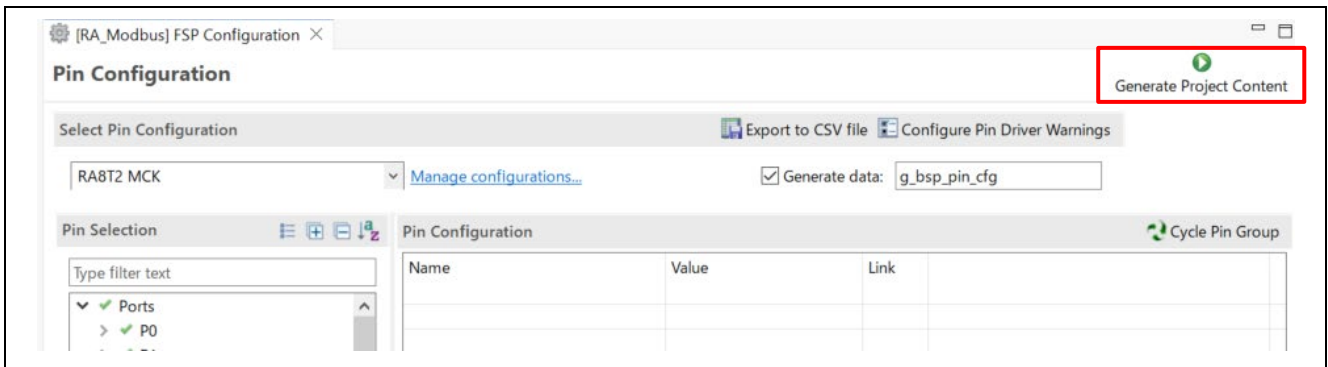 [RA_Modbus] FSP Configuration
Pin Configuration
Generate Project Content
Select Pin Configuration
Export to CSV file
Configure Pin Driver Warnings
RA8T2 MCK
Manage configurations...
Generate data:
g_bsp_pin_cfg
Pin Selection
Pin Configuration
Cycle Pin Group
Type filter text
Name
Value
Link
Ports
P0